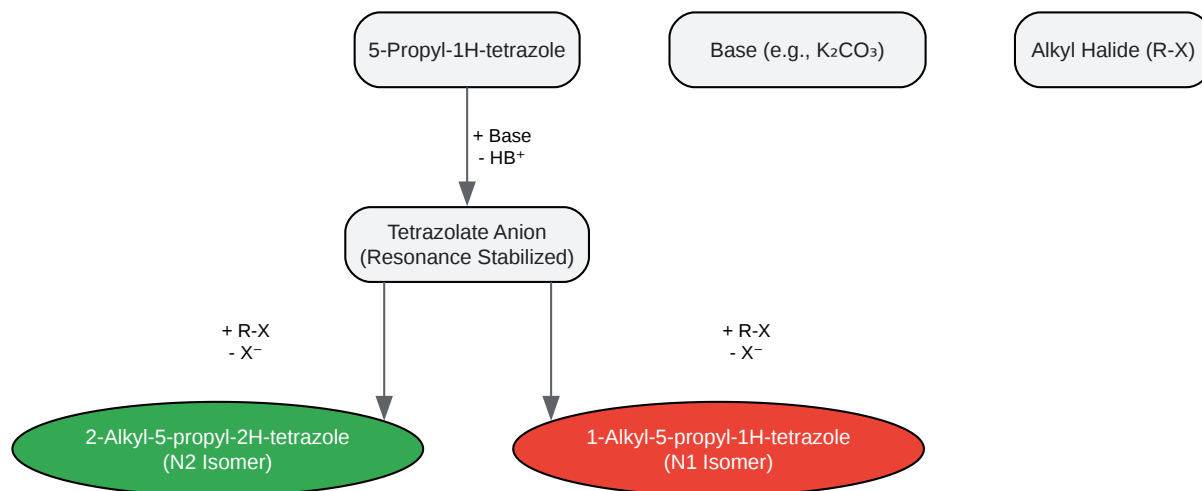 5-Propyl-1H-tetrazole
Base (e.g., K₂CO₃)
Alkyl Halide (R-X)
+ Base
- HB⁺
Tetrazolate Anion
(Resonance Stabilized)
+ R-X
- X⁻
+ R-X
- X⁻
2-Alkyl-5-propyl-2H-tetrazole
(N2 Isomer)
1-Alkyl-5-propyl-1H-tetrazole
(N1 Isomer)